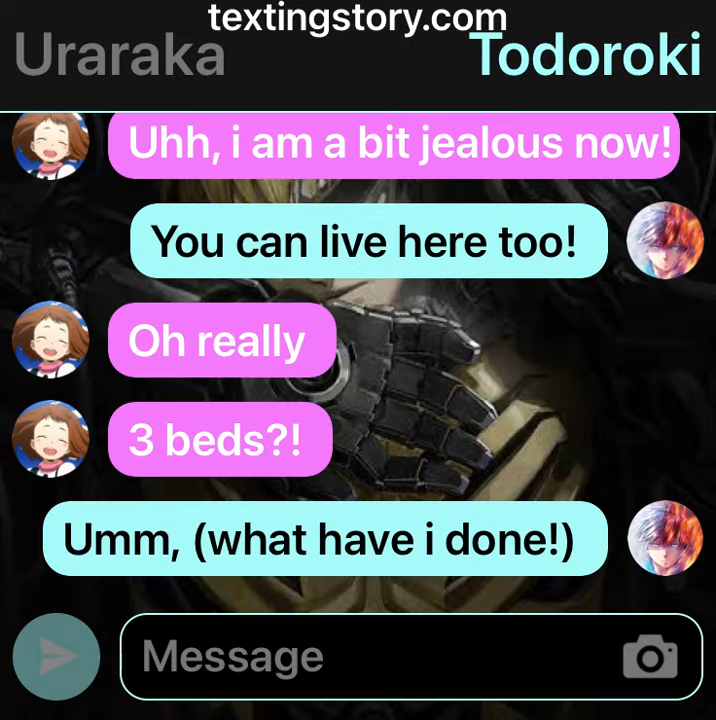 textingstory.com
Uraraka
Todoroki
Uhh, i am a bit jealous now!
You can live here too!
Oh really
3 beds?!
Umm, (what have i done!)
Message